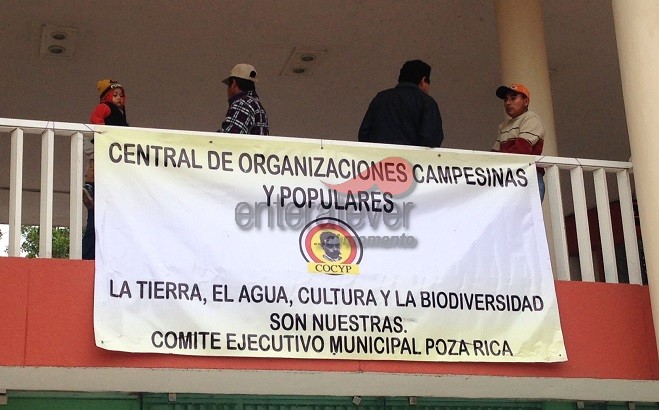 CENTRAL DE ORGANIZACIONES CAMPESINAS
Y POPULARES
COCYP
LA TIERRA, EL AGUA, CULTURA Y LA BIODIVERSIDAD
SON NUESTRAS.
COMITE EJECUTIVO MUNICIPAL POZA RICA